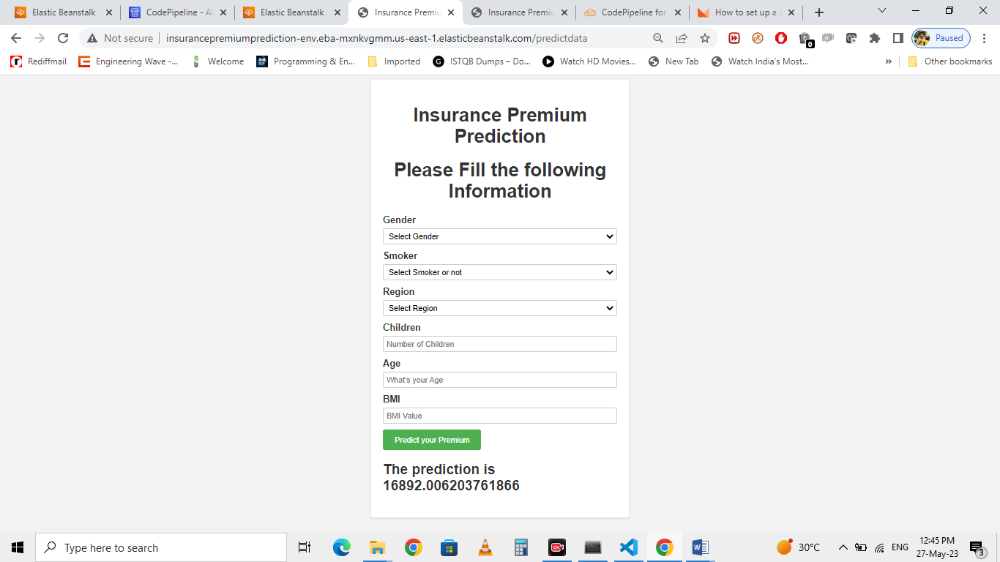 Elastic Beanstalk
CodePipeline - A
Elastic Beanstalk
Insurance Premiu
Insurance Premiu
CodePipeline for
How to set up a c
Not secure
insurancepremiumprediction-env.eba-mxnkvgmm.us-east-1.elasticbeanstalk.com/predictdata
0
Paused
Rediffmail
Engineering Wave -...
Welcome
Programming & En...
Imported
ISTQB Dumps – Do...
Watch HD Movies...
New Tab
Watch India's Most...
»
Other bookmarks
Insurance Premium
Prediction
Please Fill the following
Information
Gender
Select Gender
Smoker
Select Smoker or not
Region
Select Region
Children
Number of Children
Age
What's your Age
BMI
BMI Value
Predict your Premium
The prediction is
16892.006203761866
Type here to search
30°C
ENG
12:45 PM
27-May-23
3